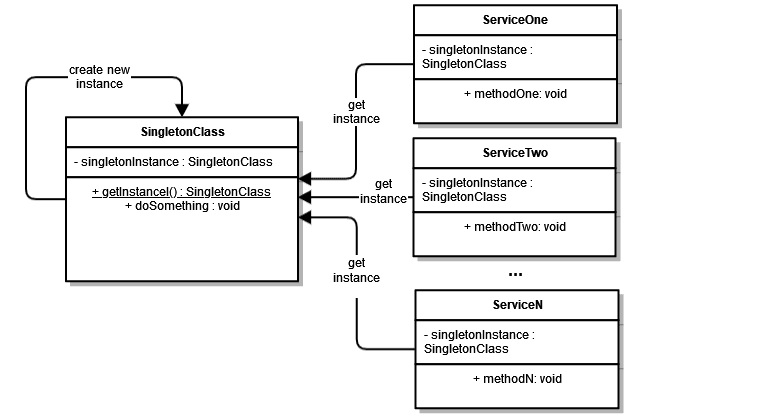 create new
instance
SingletonClass
- singletonInstance : SingletonClass
+ getInstancel() : SingletonClass
+ doSomething : void
get
instance
get
instance
get
instance
ServiceOne
- singletonInstance :
SingletonClass
+ methodOne: void
ServiceTwo
- singletonInstance :
SingletonClass
+ methodTwo: void
...
ServiceN
- singletonInstance :
SingletonClass
+ methodN: void